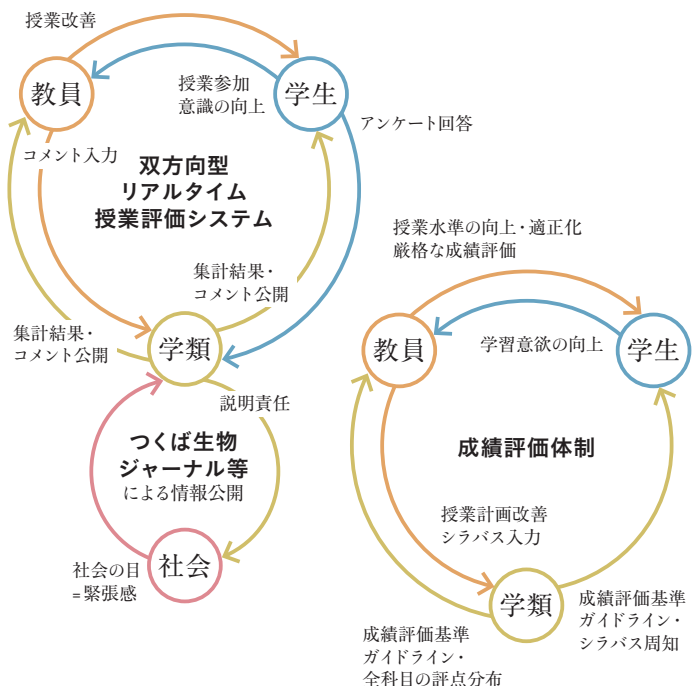 授業改善
教員
学生
授業参加
意識の向上
アンケート回答
コメント入力
双方向型
リアルタイム
授業評価システム
集計結果・
コメント公開
集計結果・
コメント公開
学類
説明責任
つくば生物
ジャーナル等
による情報公開
社会の目
=緊張感
社会
授業水準の向上・適正化
厳格な成績評価
教員
学生
学習意欲の向上
成績評価体制
授業計画改善
シラバス入力
学類
成績評価基準
ガイドライン・
シラバス周知
成績評価基準
ガイドライン・
全科目の評点分布